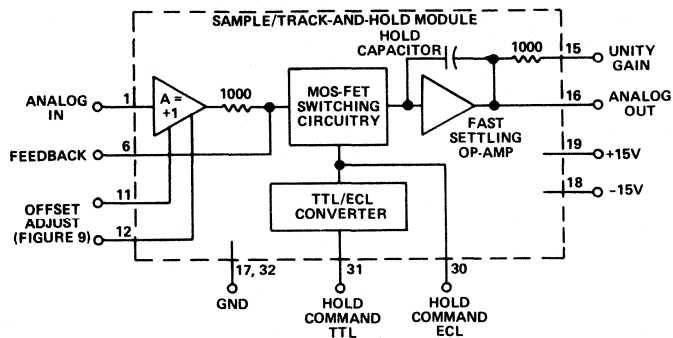 SAMPLE/TRACK-AND-HOLD MODULE
HOLD
CAPACITOR
1000
15
UNITY
GAIN
ANALOG
IN
1
A =
+1
1000
MOS-FET
SWITCHING
CIRCUITRY
16
ANALOG
OUT
FAST
SETTLING
OP-AMP
FEEDBACK
6
19
+15V
18
-15V
11
OFFSET
ADJUST
(FIGURE 9)
12
TTL/ECL
CONVERTER
17, 32
31
30
GND
HOLD
COMMAND
TTL
HOLD
COMMAND
ECL